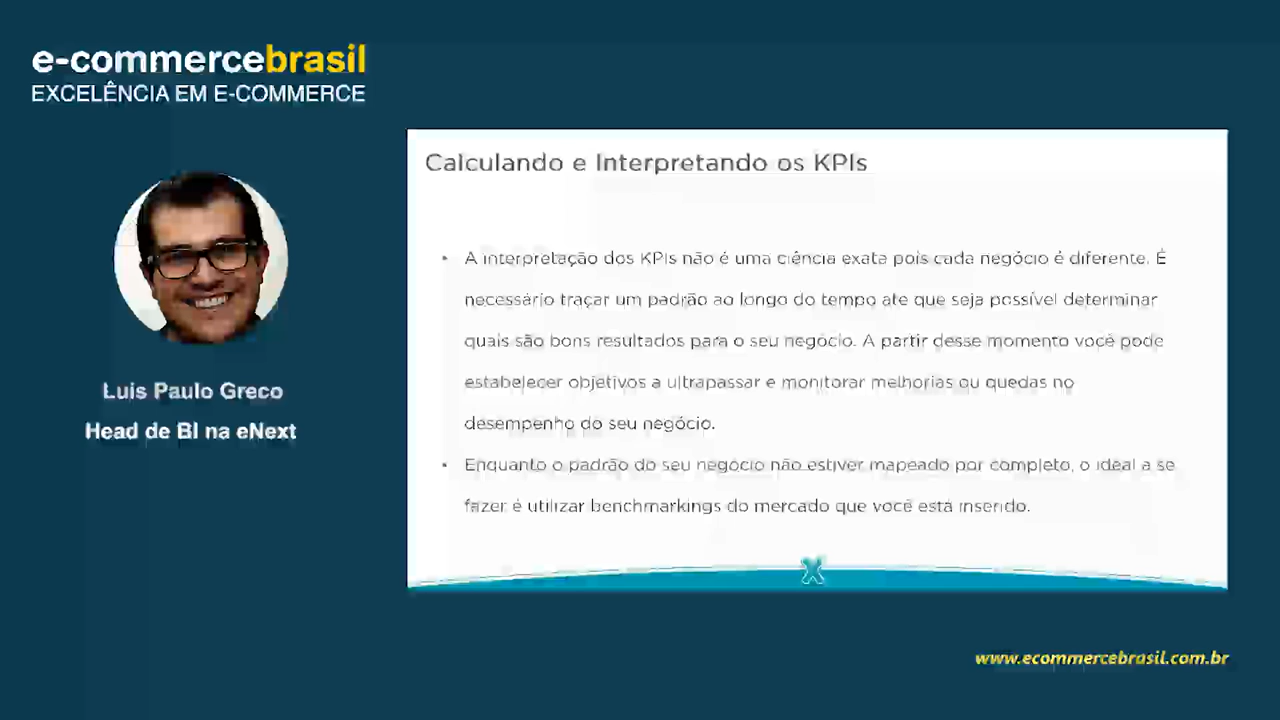 e-commercebrasil
EXCELÊNCIA EM E-COMMERCE
Calculando e Interpretando os KPIs
• A interpretação dos KPIs não é uma ciência exata pois cada negócio é diferente. É
necessário traçar um padrão ao longo do tempo ate que seja possível determinar
quais são bons resultados para o seu negócio. A partir desse momento você pode
estabelecer objetivos a ultrapassar e monitorar melhorias ou quedas no
desempenho do seu negócio.
• Enquanto o padrão do seu negócio não estiver mapeado por completo, o ideal a se
fazer é utilizar benchmarkings do mercado que você está inserido.
Luis Paulo Greco
Head de BI na eNext
www.ecommercebrasil.com.br